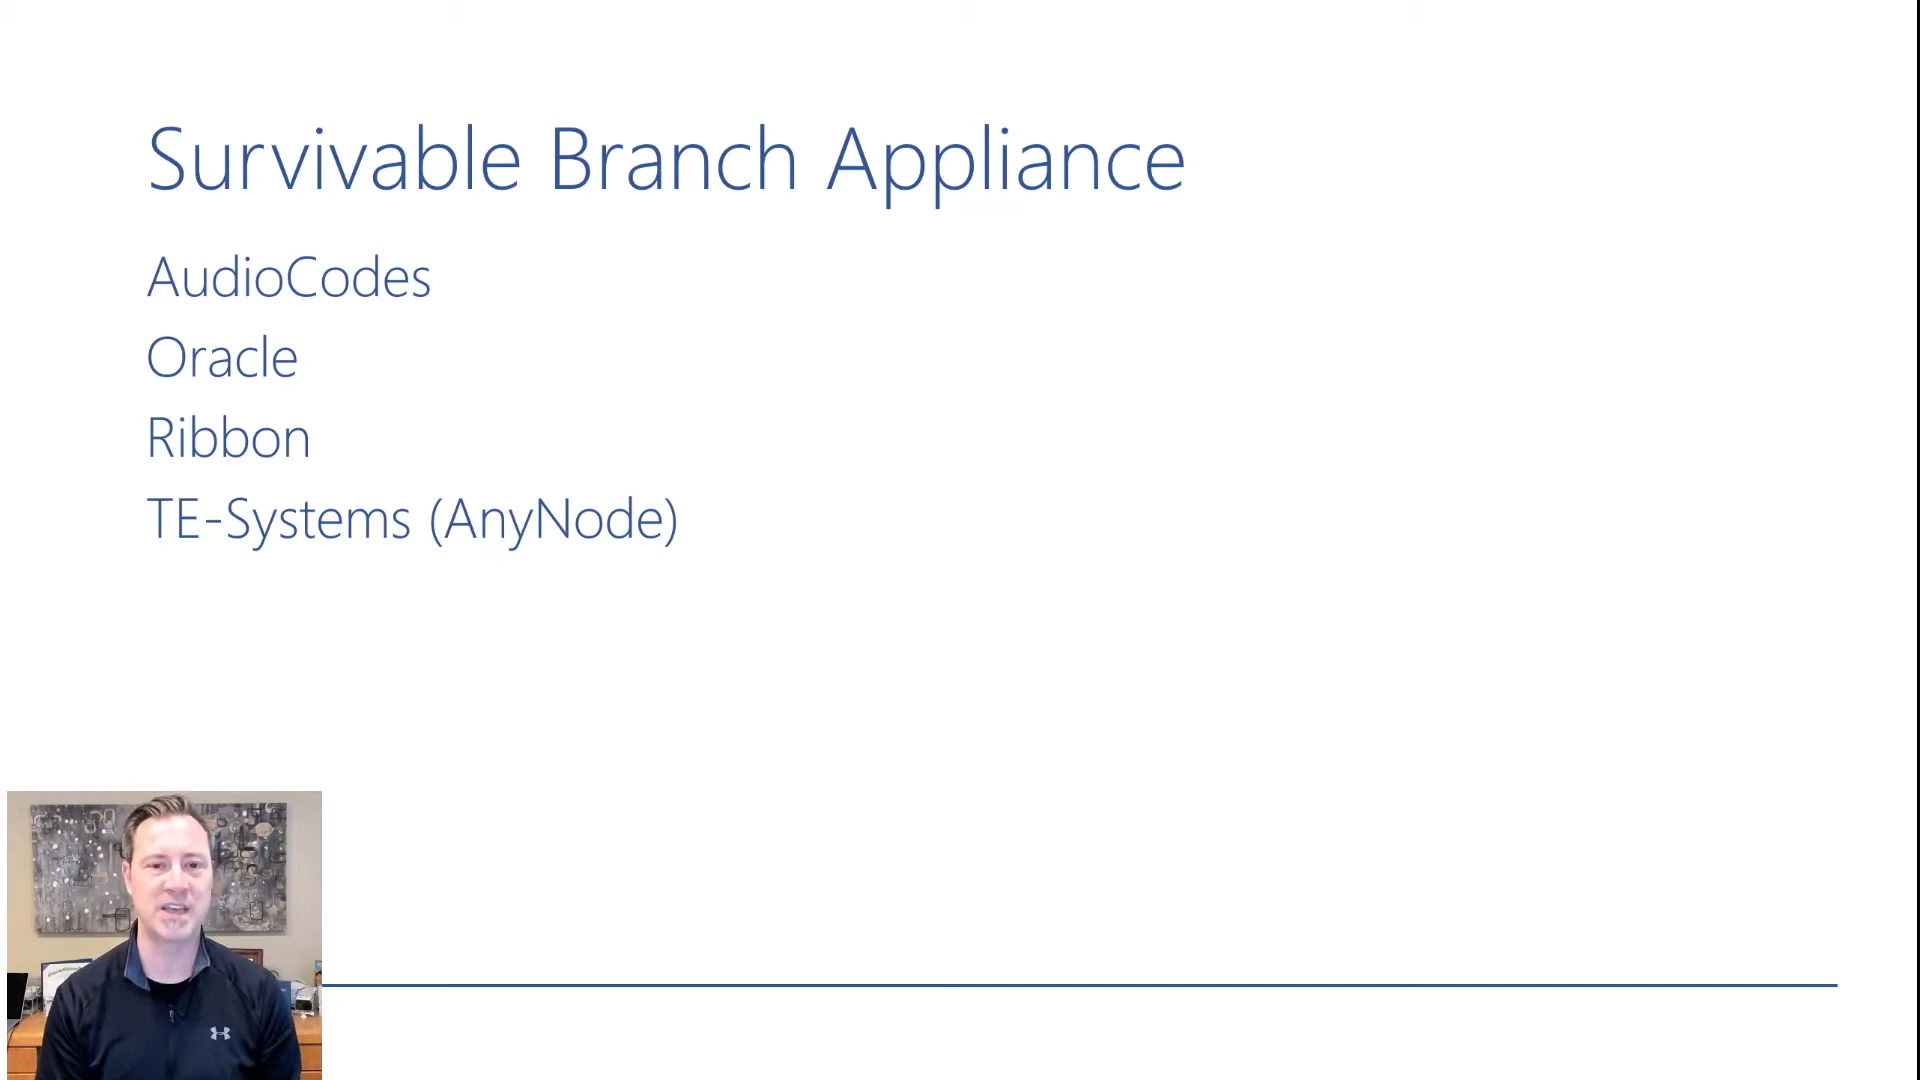 Survivable Branch Appliance
AudioCodes
Oracle
Ribbon
TE-Systems (AnyNode)